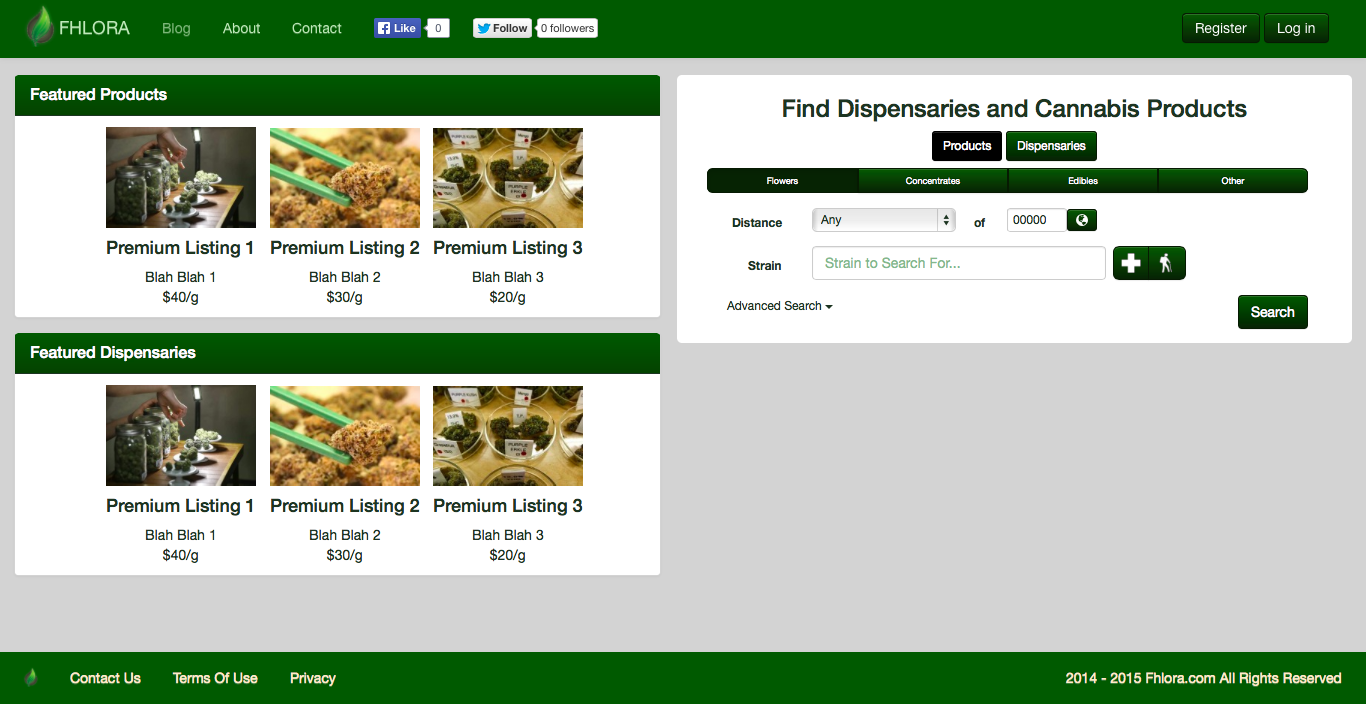 FHLORA Blog About Contact Like 0 Follow 0 followers Register Log in
Featured Products
Premium Listing 1 Premium Listing 2 Premium Listing 3
Blah Blah 1 Blah Blah 2 Blah Blah 3
$40/g $30/g $20/g
Featured Dispensaries
Premium Listing 1 Premium Listing 2 Premium Listing 3
Blah Blah 1 Blah Blah 2 Blah Blah 3
$40/g $30/g $20/g
Find Dispensaries and Cannabis Products
Products Dispensaries
Flowers Concentrates Edibles Other
Distance Any of 00000
Strain Strain to Search For...
Advanced Search
Search
Contact Us Terms Of Use Privacy 2014 - 2015 Fhlora.com All Rights Reserved